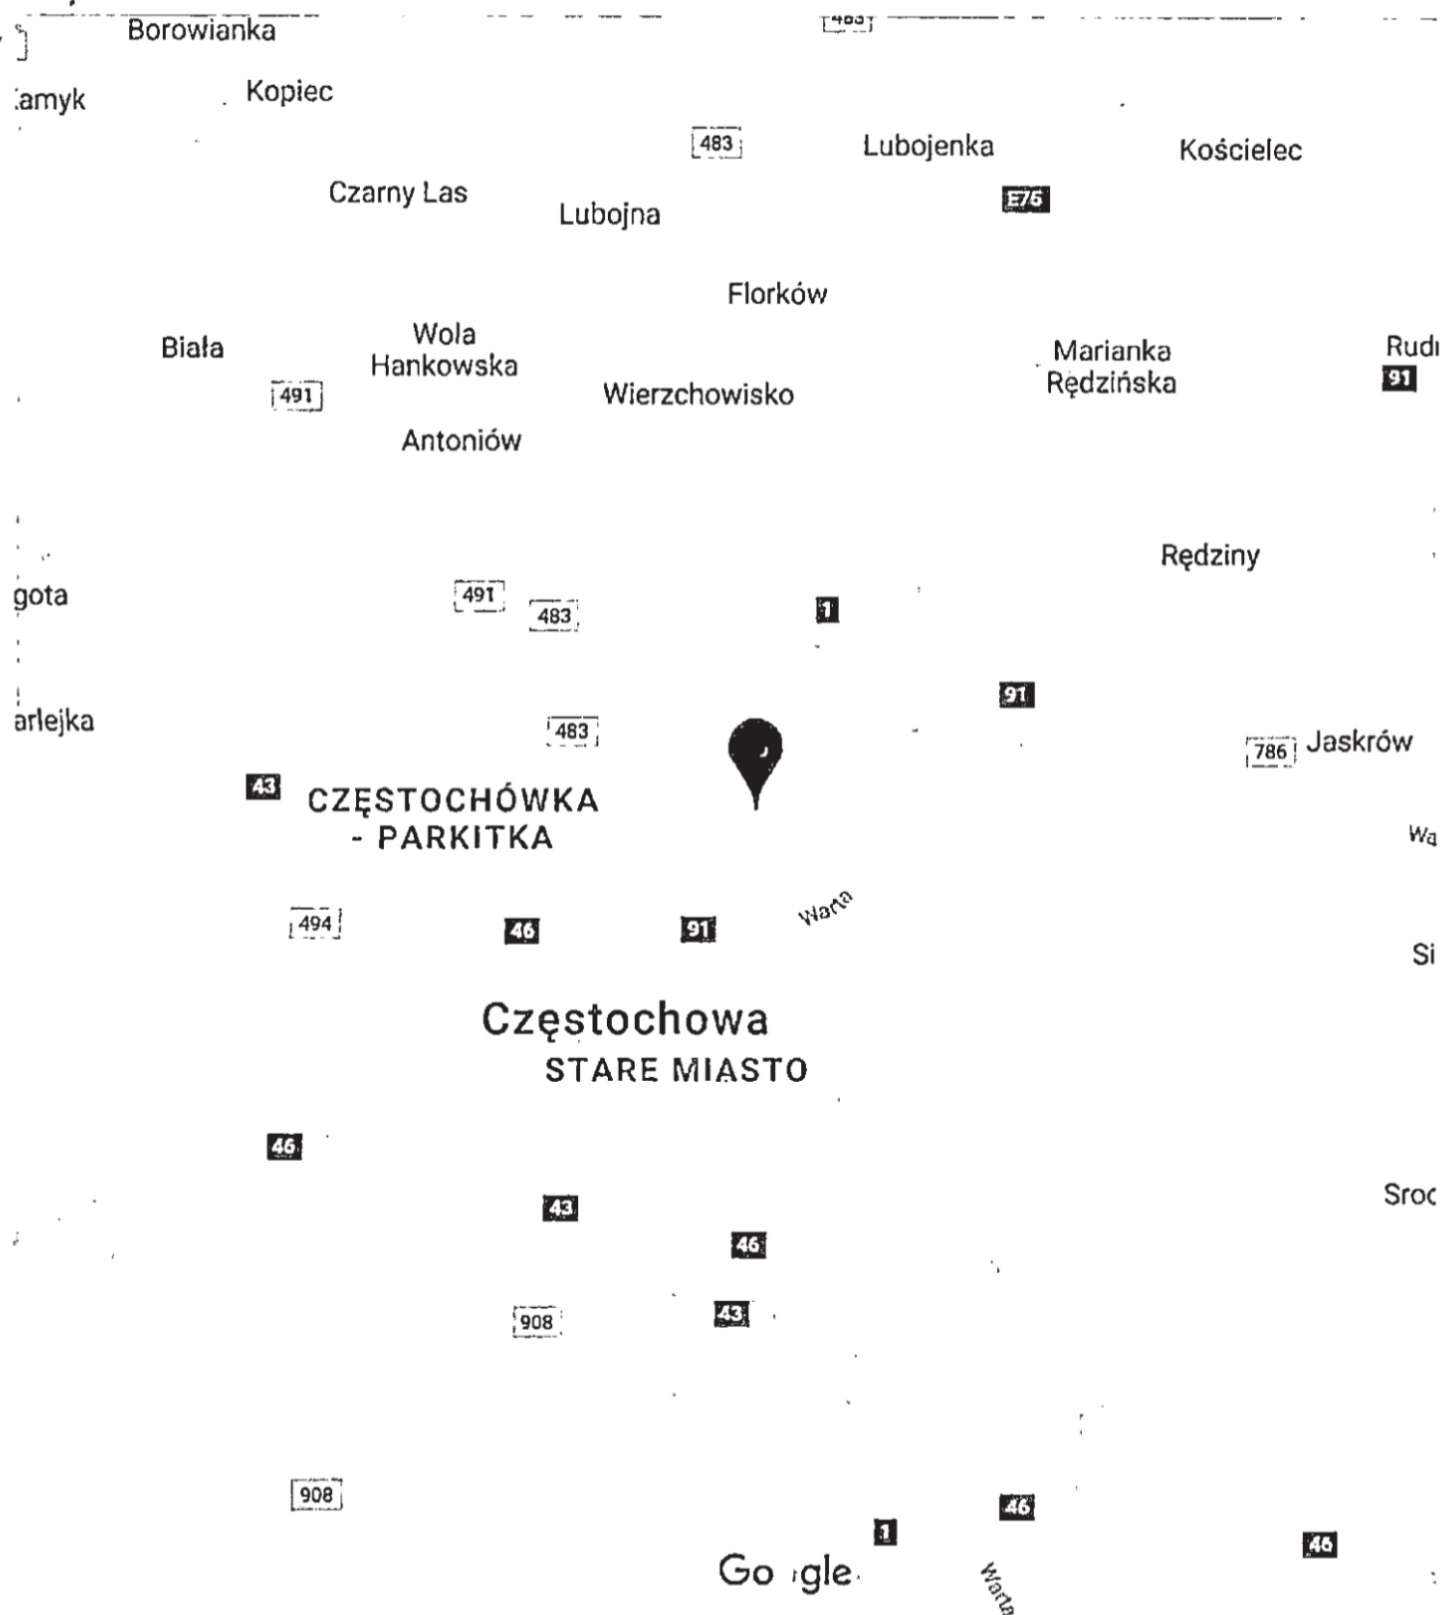 Borowianka
483
Kopiec
483
Lubojenka
Kościelec
Czarny Las
Lubojna
E75
Florków
Biała
Wola
Hankowska
Marianka
Rędzińska
91
491
Wierzchowisko
Antoniów
Rędziny
491
483
1
91
483
786
Jaskrów
43
CZĘSTOCHÓWKA
- PARKITKA
494
46
91
Warta
Częstochowa
STARE MIASTO
46
43
46
908
43
908
46
1
46
Google
Warta